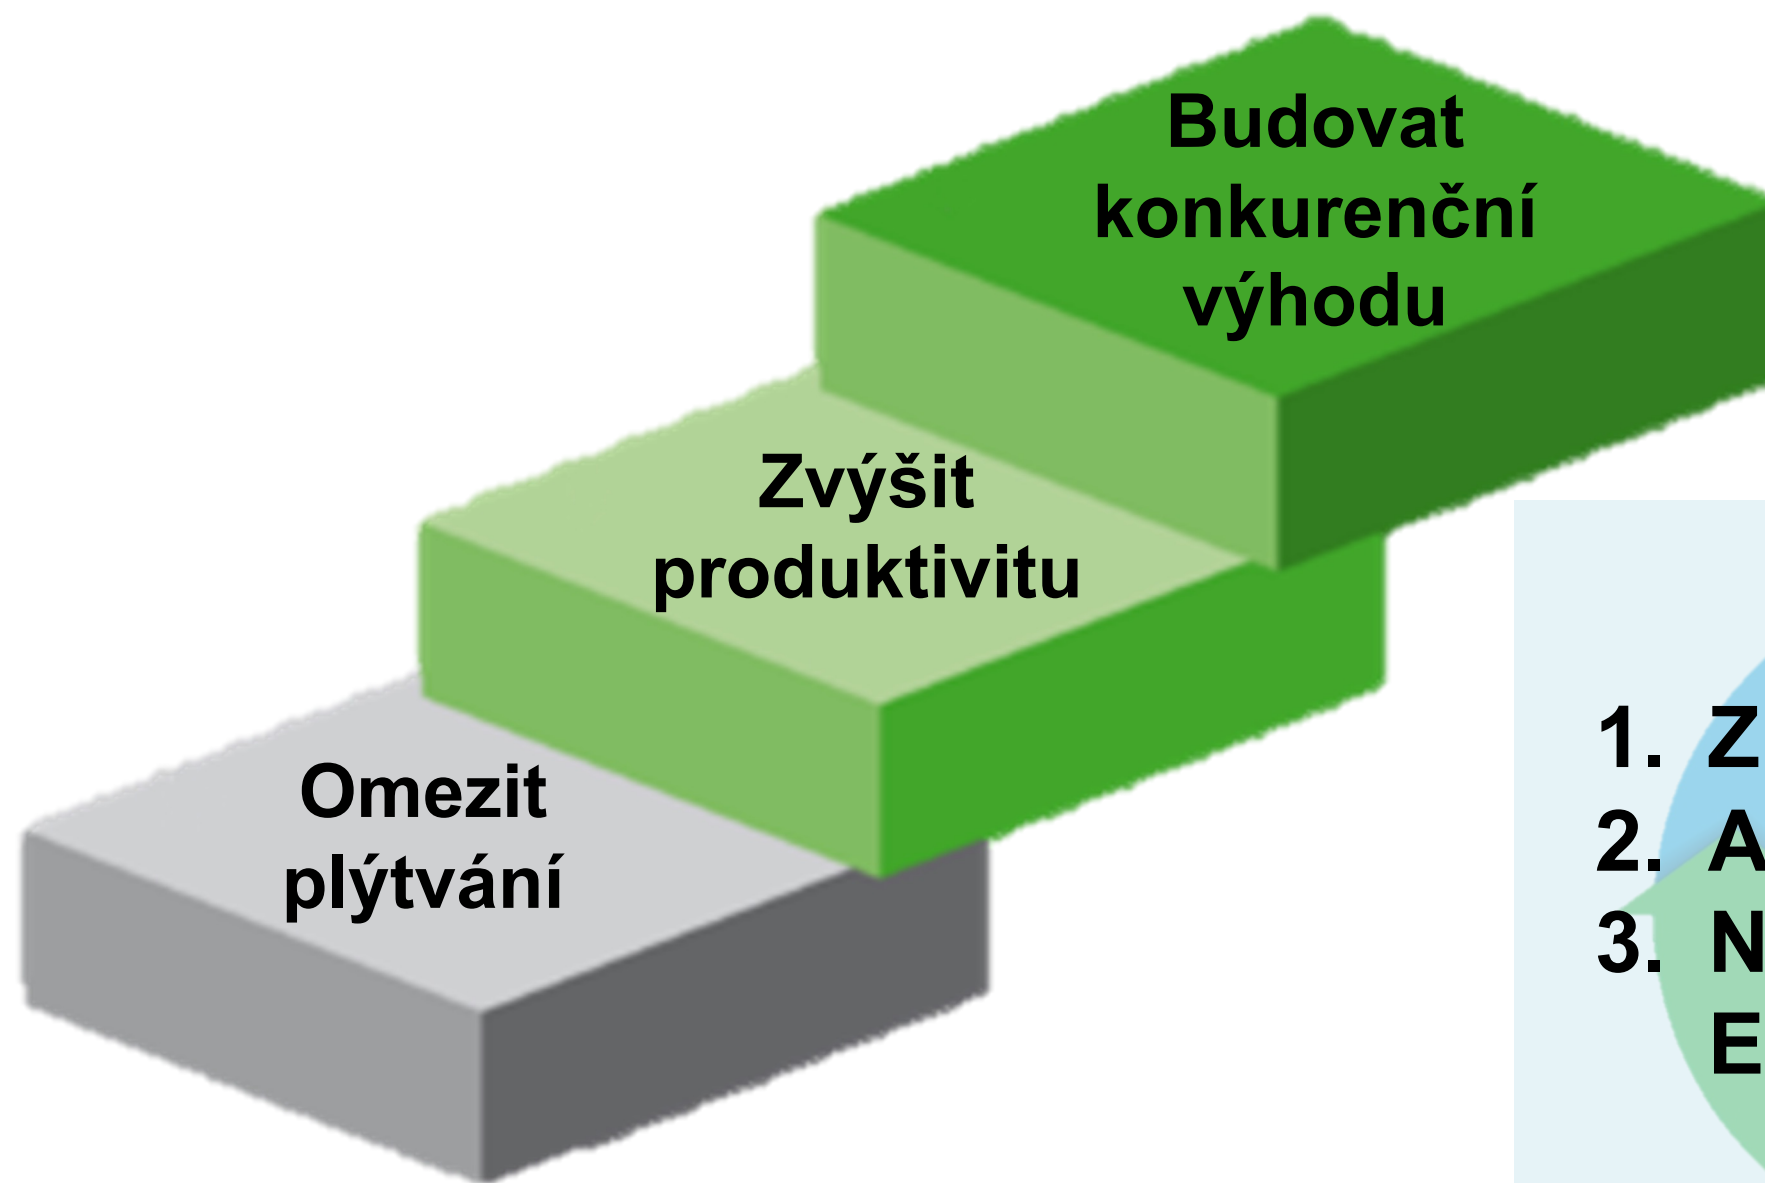 Budovat
konkurenční
výhodu
Zvýšit
produktivitu
Omezit
plýtvání
1. Z
2. A
3. N
E